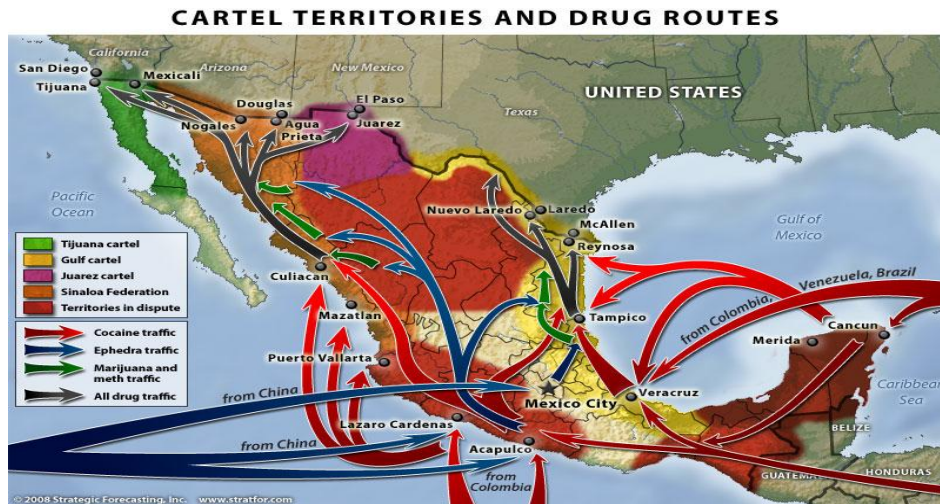 CARTEL TERRITORIES AND DRUG ROUTES
California
Arizona
New Mexico
Texas
UNITED STATES
San Diego
Tijuana
Mexicali
Nogales
Douglas
Agua
Prieta
El Paso
Juarez
Pacific
Ocean
Nuevo Laredo
Laredo
McAllen
Reynosa
Gulf of
Mexico
Tijuana cartel
Gulf cartel
Juarez cartel
Sinaloa Federation
Territories in dispute
Cocaine traffic
Ephedra traffic
Marijuana and
meth traffic
All drug traffic
Culiacan
Mazatlan
Puerto Vallarta
Tampico
from Colombia, Venezuela, Brazil
Merida
Cancun
Mexico City
Veracruz
Caribbean
Sea
from China
Lazaro Cardenas
from China
Acapulco
from
Colombia
BELIZE
GUATEMA
HONDURAS
© 2008 Strategic Forecasting, Inc. www.stratfor.com